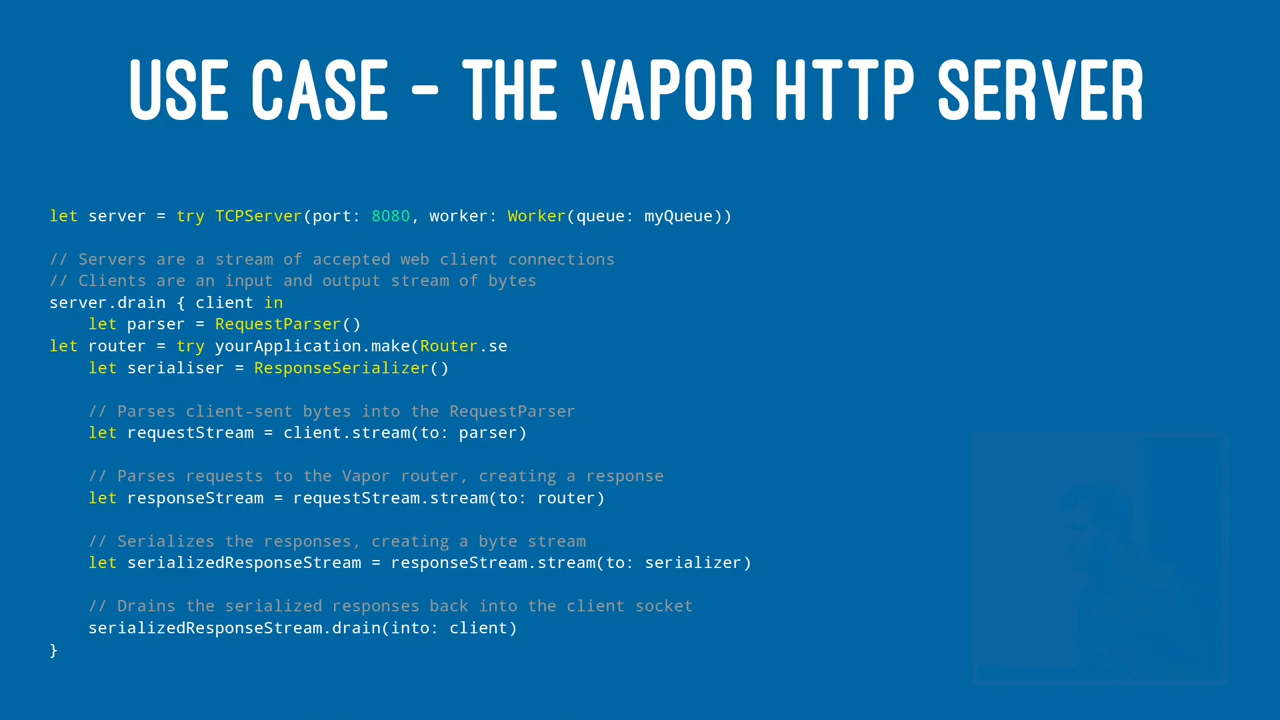 USE CASE - THE VAPOR HTTP SERVER
let server = try TCPServer(port: 8080, worker: Worker(queue: myQueue))
// Servers are a stream of accepted web client connections
// Clients are an input and output stream of bytes
server.drain { client in
    let parser = RequestParser()
let router = try yourApplication.make(Router.se
    let serialiser = ResponseSerializer()
    // Parses client-sent bytes into the RequestParser
    let requestStream = client.stream(to: parser)
    // Parses requests to the Vapor router, creating a response
    let responseStream = requestStream.stream(to: router)
    // Serializes the responses, creating a byte stream
    let serializedResponseStream = responseStream.stream(to: serializer)
    // Drains the serialized responses back into the client socket
    serializedResponseStream.drain(into: client)
}